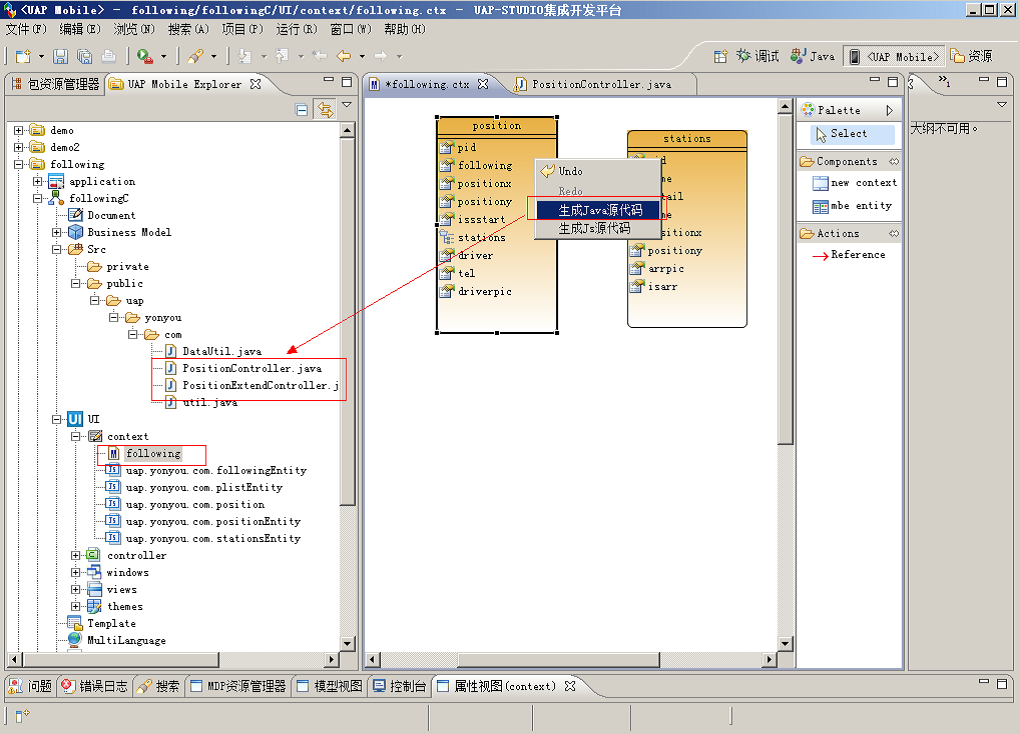 <UAP Mobile> - following/followingC/UI/context/following.ctx - UAP-STUDIO集成开发平台
文件(F) 编辑(E) 浏览(N) 搜索(A) 项目(P) 运行(R) 窗口(W) 帮助(H)
调试 Java <UAP Mobile> 资源
包资源管理器 UAP Mobile Explorer
demo
demo2
following
application
followingC
Document
Business Model
Src
private
public
uap
yonyou
com
DataUtil.java
PositionController.java
PositionExtendController.j
util.java
UI
context
following
uap.yonyou.com.followingEntity
uap.yonyou.com.plistEntity
uap.yonyou.com.position
uap.yonyou.com.positionEntity
uap.yonyou.com.stationsEntity
controller
windows
views
themes
Template
MultiLanguage
*following.ctx PositionController.java
position
pid
following
positionx
positiony
issstart
stations
driver
tel
driverpic
Undo
Redo
生成Java源代码
生成Js源代码
stations
positiony
arrpic
isarr
Palette
Select
Components
new context
mbe entity
Actions
Reference
大纲不可用。
问题 错误日志 搜索 MDP资源管理器 模型视图 控制台 属性视图(context)